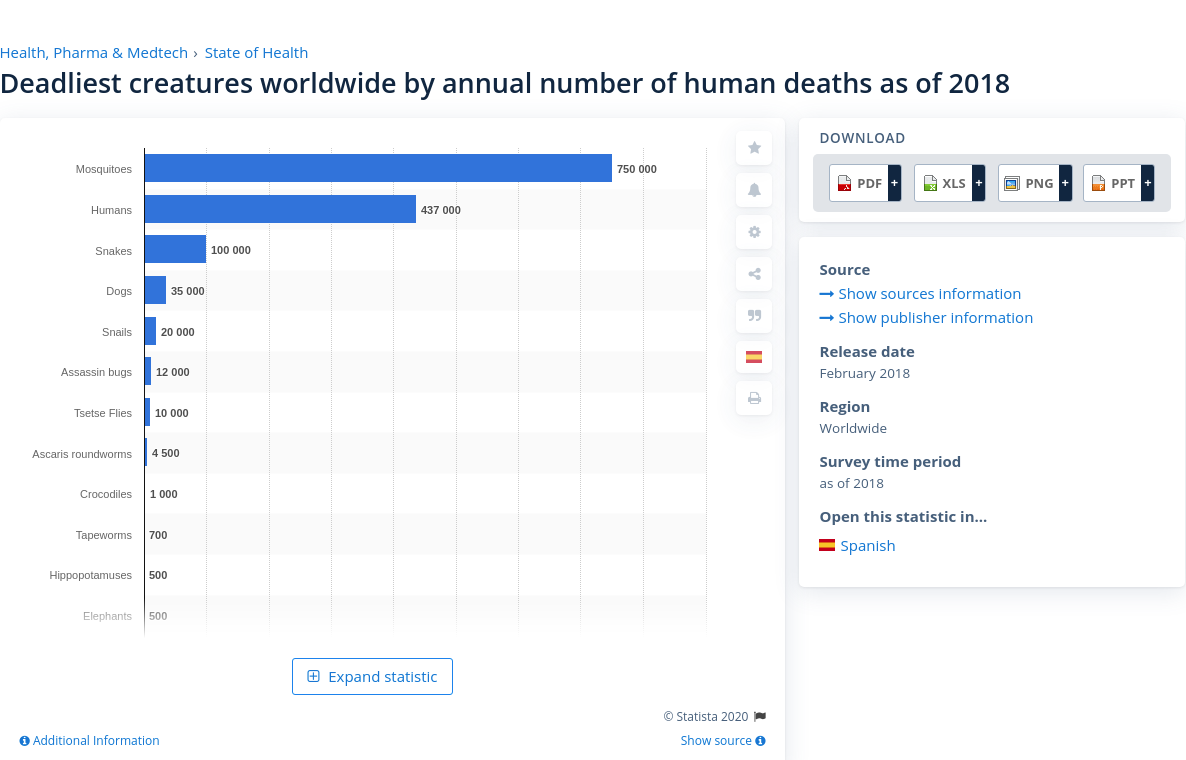 Health, Pharma & Medtech › State of Health
Deadliest creatures worldwide by annual number of human deaths as of 2018
Mosquitoes 750 000
Humans 437 000
Snakes 100 000
Dogs 35 000
Snails 20 000
Assassin bugs 12 000
Tsetse Flies 10 000
Ascaris roundworms 4 500
Crocodiles 1 000
Tapeworms 700
Hippopotamuses 500
Elephants 500
Expand statistic
© Statista 2020
Additional Information Show source
DOWNLOAD
PDF + XLS + PNG + PPT +
Source
Show sources information
Show publisher information
Release date
February 2018
Region
Worldwide
Survey time period
as of 2018
Open this statistic in...
Spanish